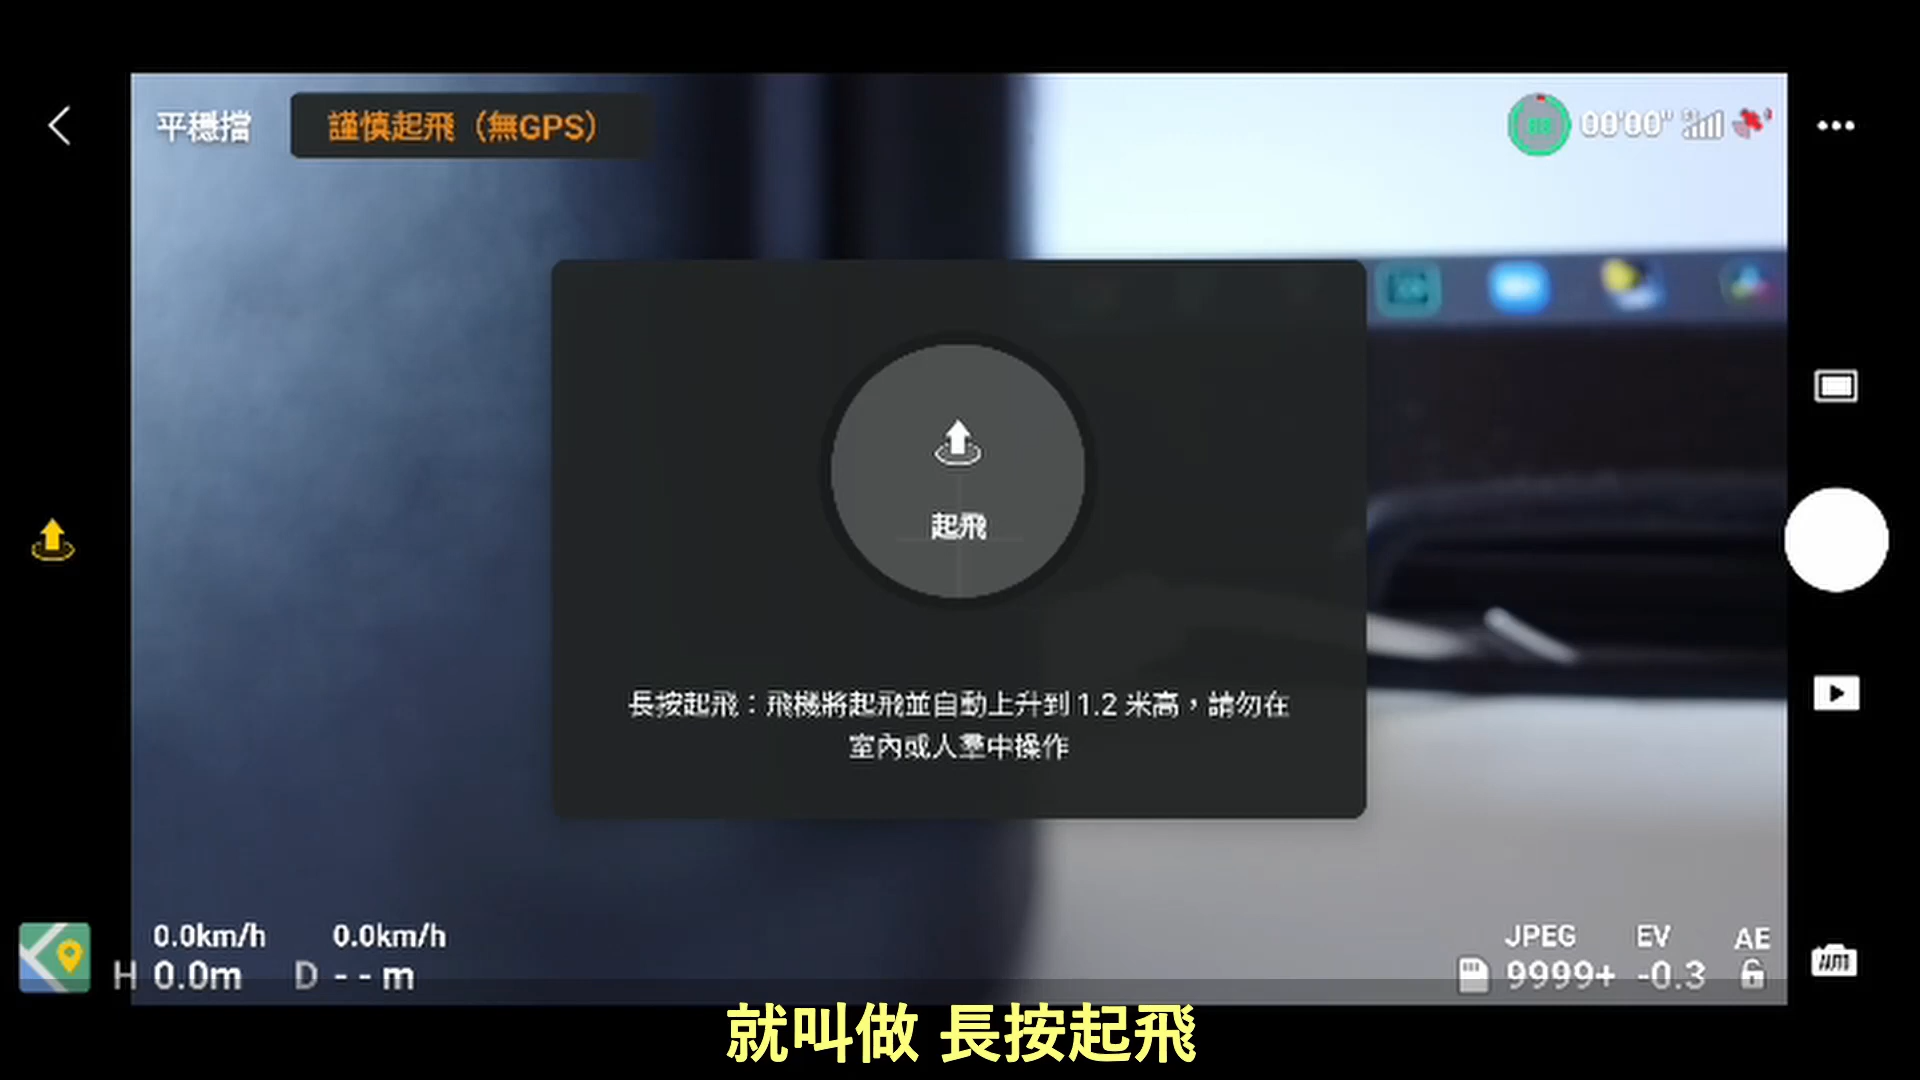 平穩擋
謹慎起飛（無GPS）
00'00"
起飛
長按起飛：飛機將起飛並自動上升到 1.2 米高，請勿在
室內或人羣中操作
0.0km/h 0.0km/h
H 0.0m D - - m
JPEG EV AE
9999+ -0.3
就叫做 長按起飛